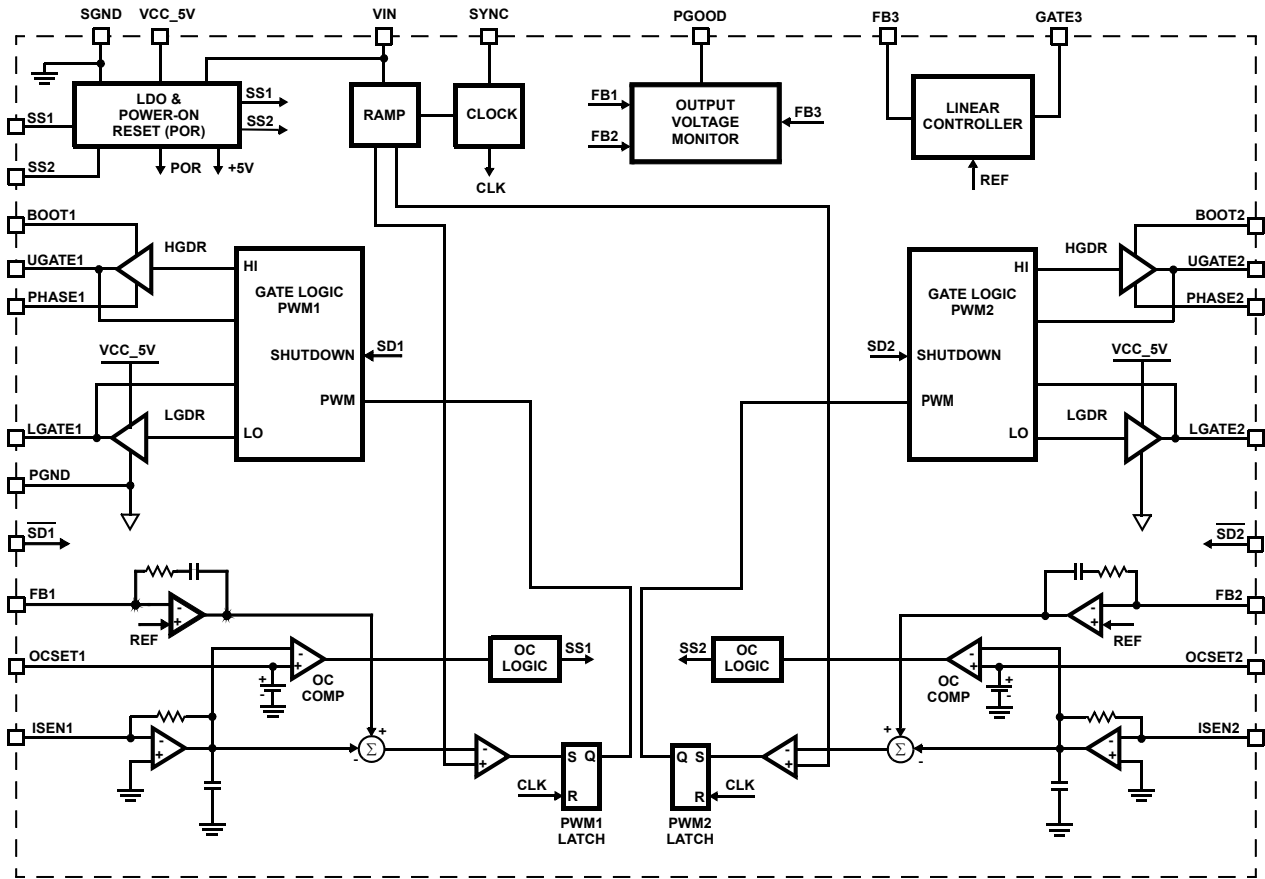 SGND VCC_5V VIN SYNC PGOOD FB3 GATE3
SS1
SS2
LDO &
POWER-ON
RESET (POR)
SS1
SS2
POR +5V
RAMP
CLOCK
CLK
FB1
FB2
OUTPUT
VOLTAGE
MONITOR
FB3
LINEAR
CONTROLLER
REF
BOOT1
UGATE1
PHASE1
HGDR
HI
GATE LOGIC
PWM1
SHUTDOWN
SD1
PWM
LO
VCC_5V
LGDR
LGATE1
PGND
SD1
BOOT2
UGATE2
PHASE2
HGDR
HI
GATE LOGIC
PWM2
SD2
SHUTDOWN
PWM
LO
VCC_5V
LGDR
LGATE2
SD2
FB1
-
+
REF
OCSET1
+
-
-
+
OC
COMP
OC
LOGIC
SS1
ISEN1
-
+
+
-
Σ
-
+
S Q
R
CLK
PWM1
LATCH
FB2
-
+
REF
OCSET2
+
-
-
+
OC
COMP
OC
LOGIC
SS2
ISEN2
-
+
+
-
Σ
-
+
Q S
R
CLK
PWM2
LATCH